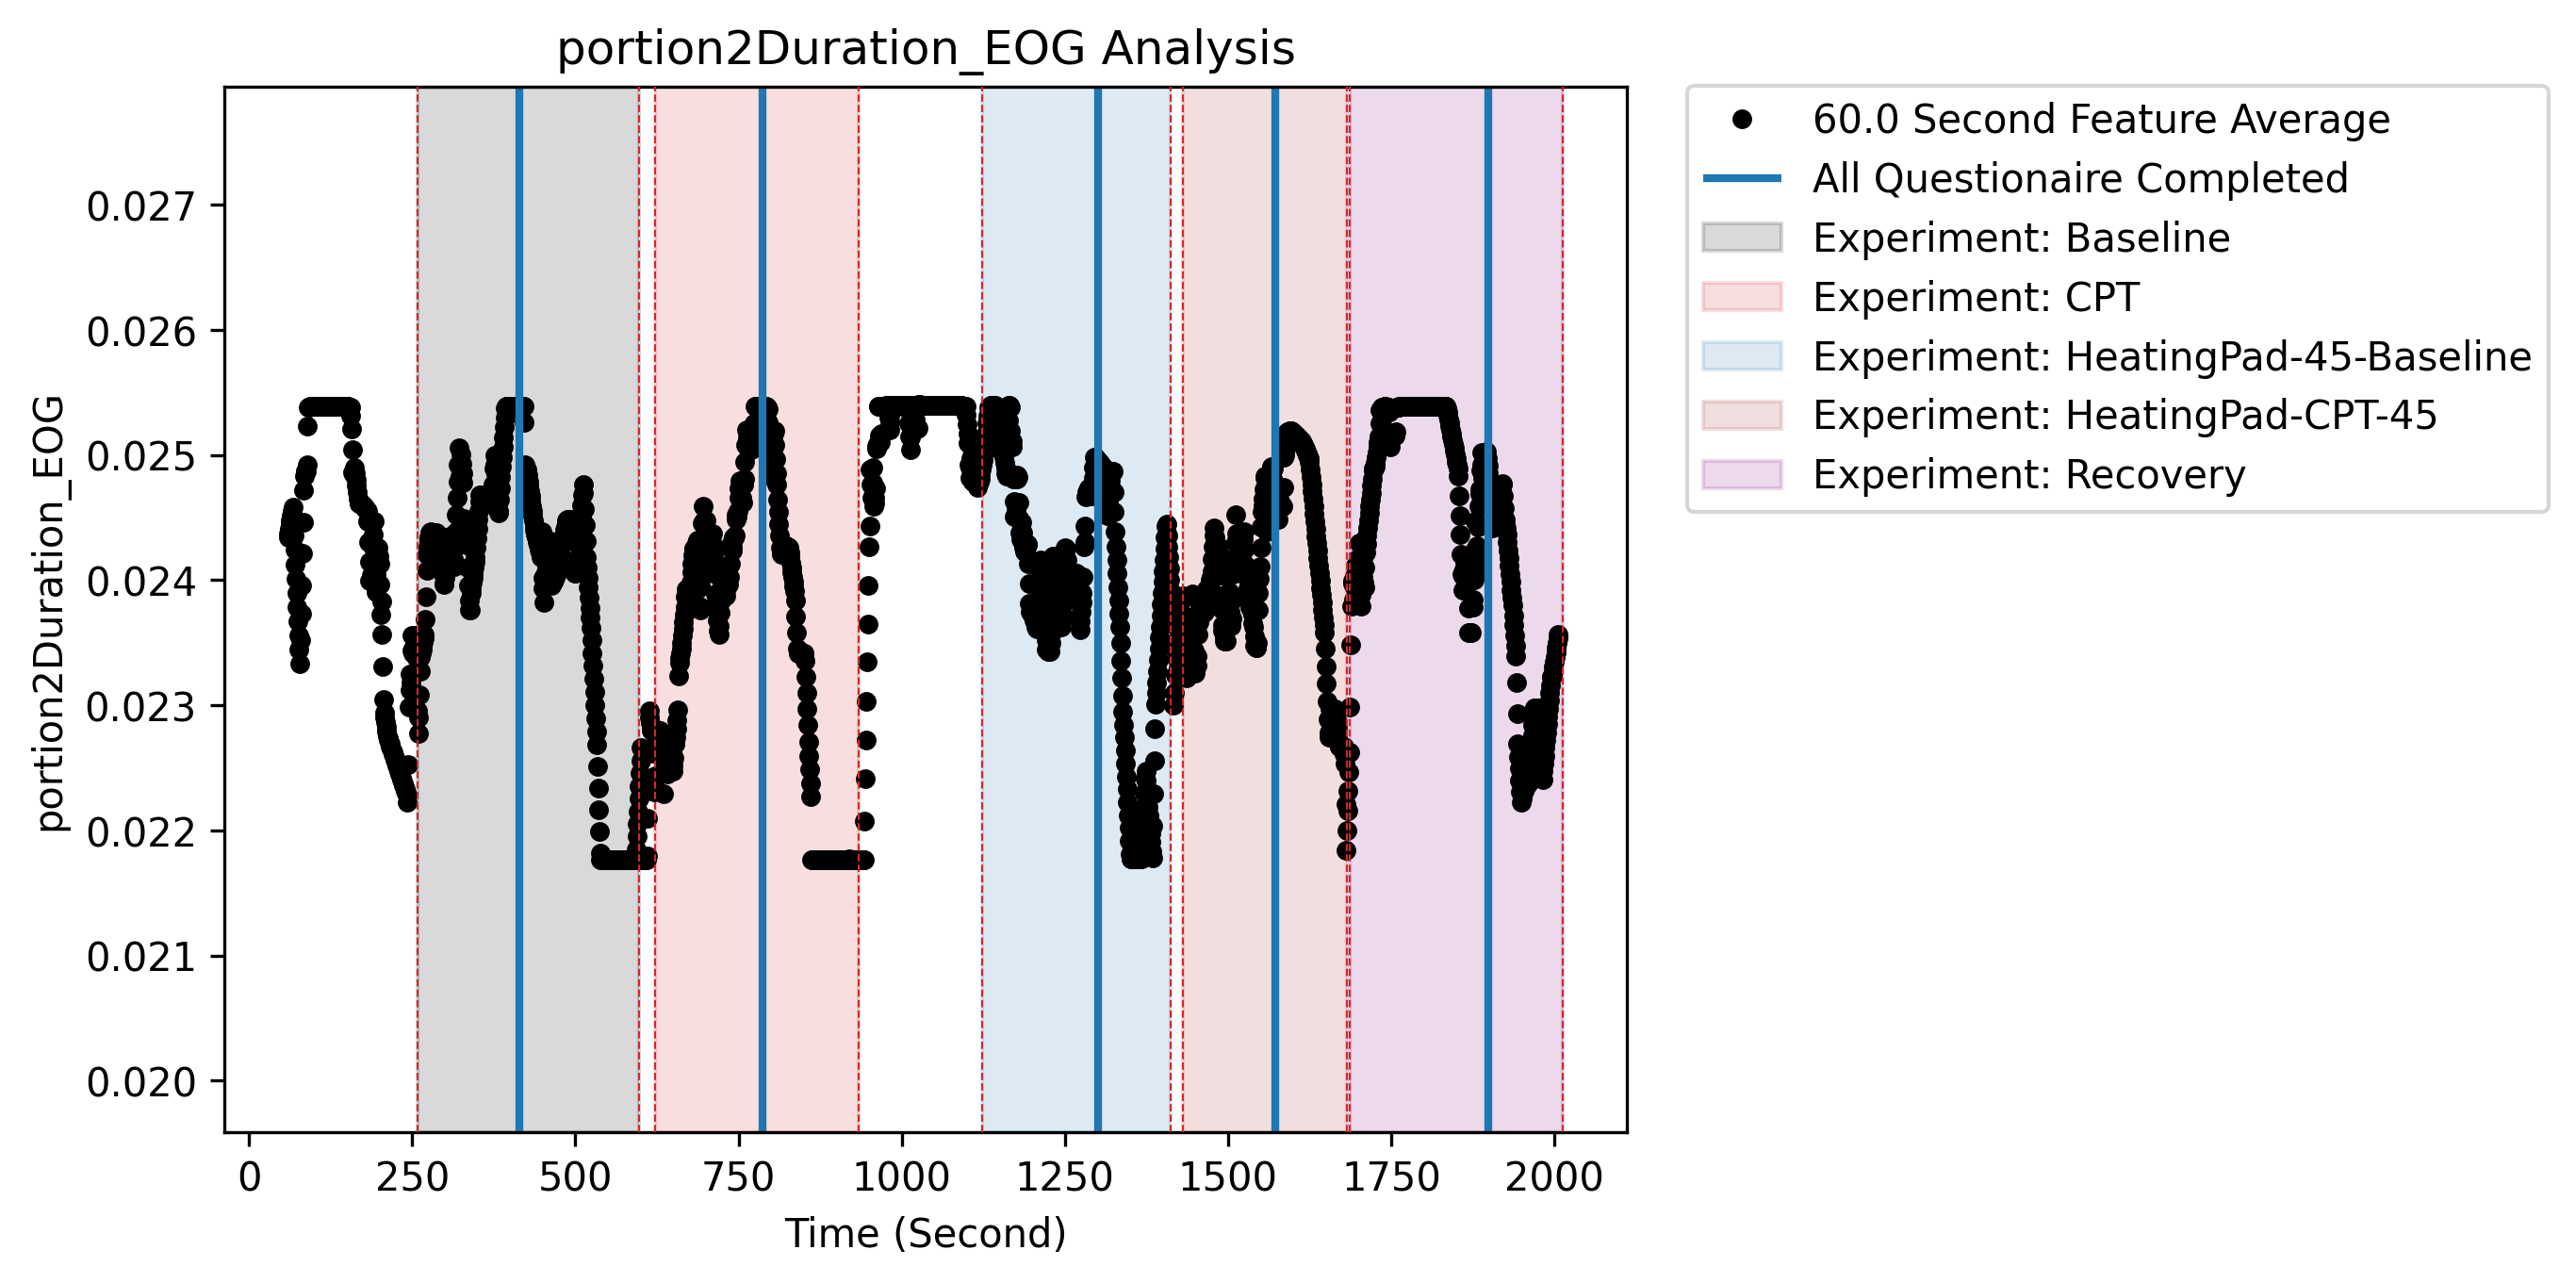 portion2Duration_EOG Analysis
portion2Duration_EOG
0.027
0.026
0.025
0.024
0.023
0.022
0.021
0.020
0 250 500 750 1000 1250 1500 1750 2000
Time (Second)
60.0 Second Feature Average
All Questionaire Completed
Experiment: Baseline
Experiment: CPT
Experiment: HeatingPad-45-Baseline
Experiment: HeatingPad-CPT-45
Experiment: Recovery